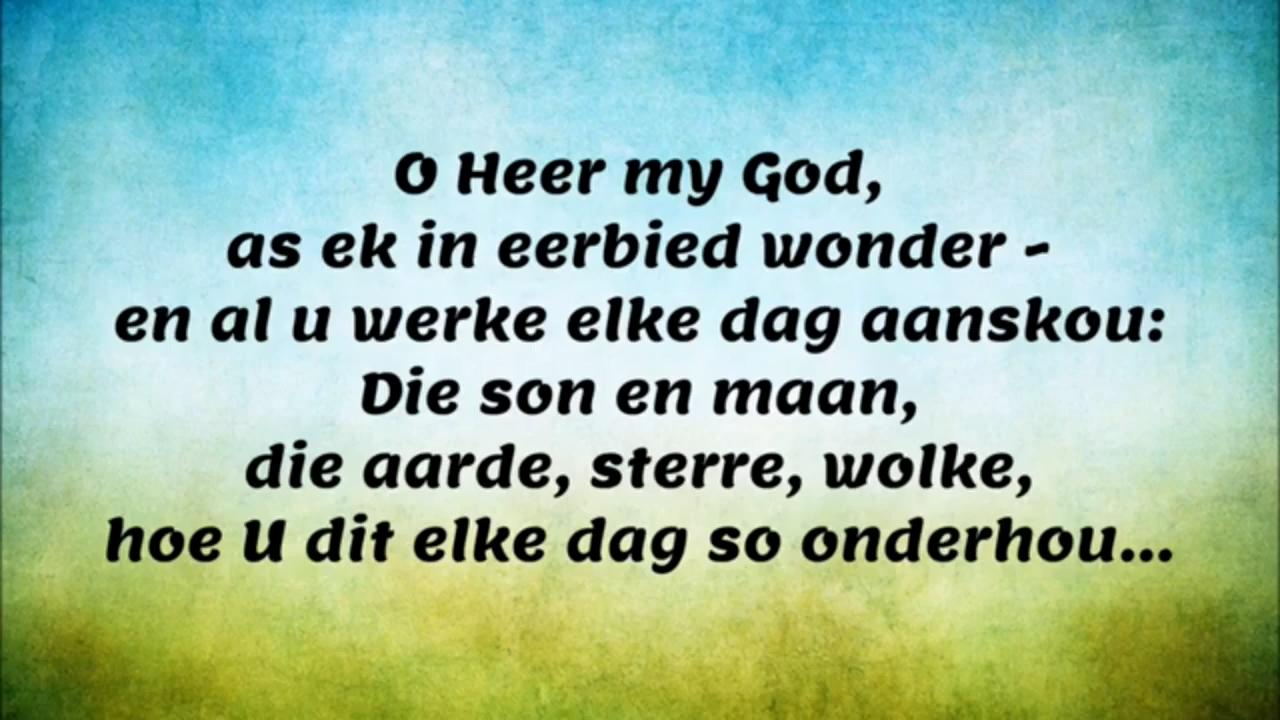 O Heer my God,
as ek in eerbied wonder -
en al u werke elke dag aanskou:
Die son en maan,
die aarde, sterre, wolke,
hoe U dit elke dag so onderhou...